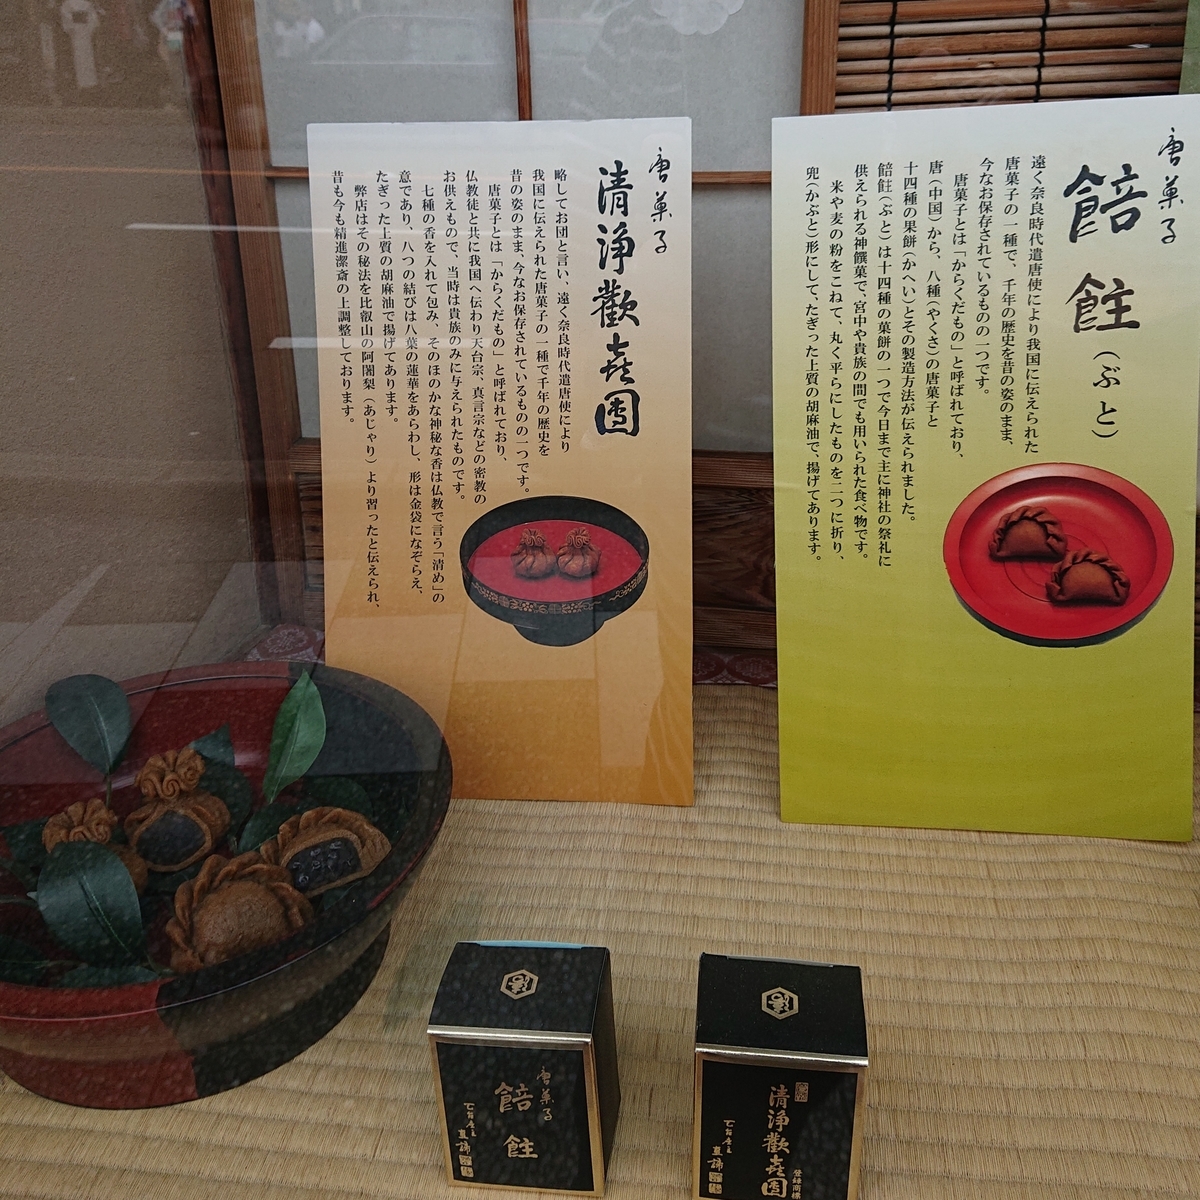 唐菓子
餢飳(ぶと)
遠く奈良時代遣唐使により我国に伝えられた
唐菓子の一種で、千年の歴史を昔の姿のまま、
今なお保存されているものの一つです。
唐菓子とは「からくだもの」と呼ばれており、
唐(中国)から、八種(やくさ)の唐菓子と
十四種の果餅(かへい)とその製造方法が伝えられました。
餢飳(ぶと)は十四種の菓餅の一つで今日まで主に神社の祭礼に
供えられる神饌菓で、宮中や貴族の間でも用いられた食べ物です。
米や麦の粉をこねて、丸く平らにしたものを二つに折り、
兜(かぶと)形にして、たぎった上質の胡麻油で、揚げてあります。
唐菓子
清浄歡喜團
略してお団と言い、遠く奈良時代遣唐使により
我国に伝えられた唐菓子の一種で千年の歴史を
昔の姿のまま、今なお保存されているものの一つです。
唐菓子とは「からくだもの」と呼ばれており、
仏教徒と共に我国へ伝わり天台宗、真言宗などの密教の
お供えもので、当時は貴族のみに与えられたものです。
七種の香を入れて包み、そのほのかな神秘な香は仏教で言う「清め」の
意であり、八つの結びは八葉の蓮華をあらわし、形は金袋になぞらえ、
たぎった上質の胡麻油で揚げてあります。
弊店はその秘法を比叡山の阿闍梨(あじゃり)より習ったと伝えられ、
昔も今も精進潔斎の上調整しております。
唐菓子
餢飳
清浄歡喜團
登録商標